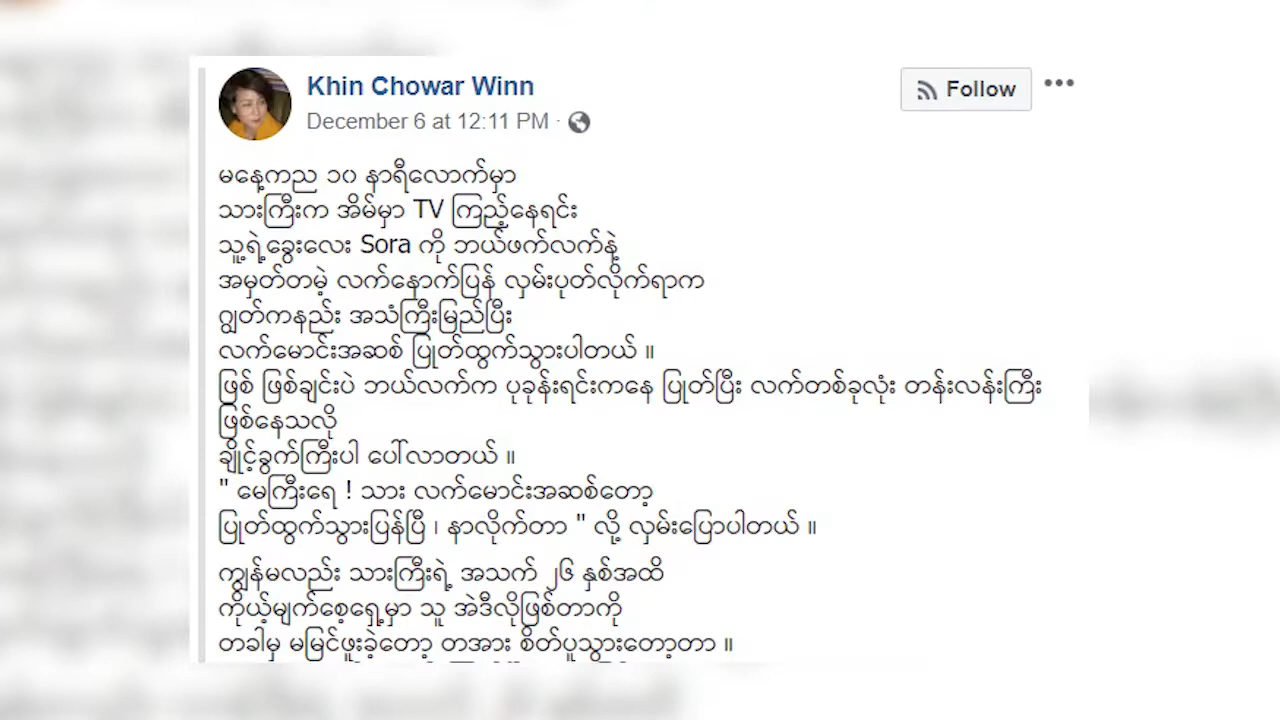 Khin Chowar Winn
Follow
December 6 at 12:11 PM ·
မနေ့ကည ၁၀ နာရီလောက်မှာ
သားကြီးက အိမ်မှာ TV ကြည့်နေရင်း
သူ့ရဲ့ခွေးလေး Sora ကို ဘယ်ဖက်လက်နဲ့
အမှတ်တမဲ့ လက်နောက်ပြန် လှမ်းပုတ်လိုက်ရာက
ဂျွတ်ကနည်း အသံကြီးမြည်ပြီး
လက်မောင်းအဆစ် ပြုတ်ထွက်သွားပါတယ် ။
ဖြစ် ဖြစ်ချင်းပဲ ဘယ်လက်က ပုခုန်းရင်းကနေ ပြုတ်ပြီး လက်တစ်ခုလုံး တန်းလန်းကြီး
ဖြစ်နေသလို
ချိုင့်ခွက်ကြီးပါ ပေါ်လာတယ် ။
" မေကြီးရေ ! သား လက်မောင်းအဆစ်တော့
ပြုတ်ထွက်သွားပြန်ပြီ ၊ နာလိုက်တာ " လို့ လှမ်းပြောပါတယ် ။
ကျွန်မလည်း သားကြီးရဲ့ အသက် ၂၆ နှစ်အထိ
ကိုယ့်မျက်စေ့ရှေ့မှာ သူ အဲဒီလိုဖြစ်တာကို
တခါမှ မမြင်ဖူးခဲ့တော့ တအား စိတ်ပူသွားတော့တာ ။